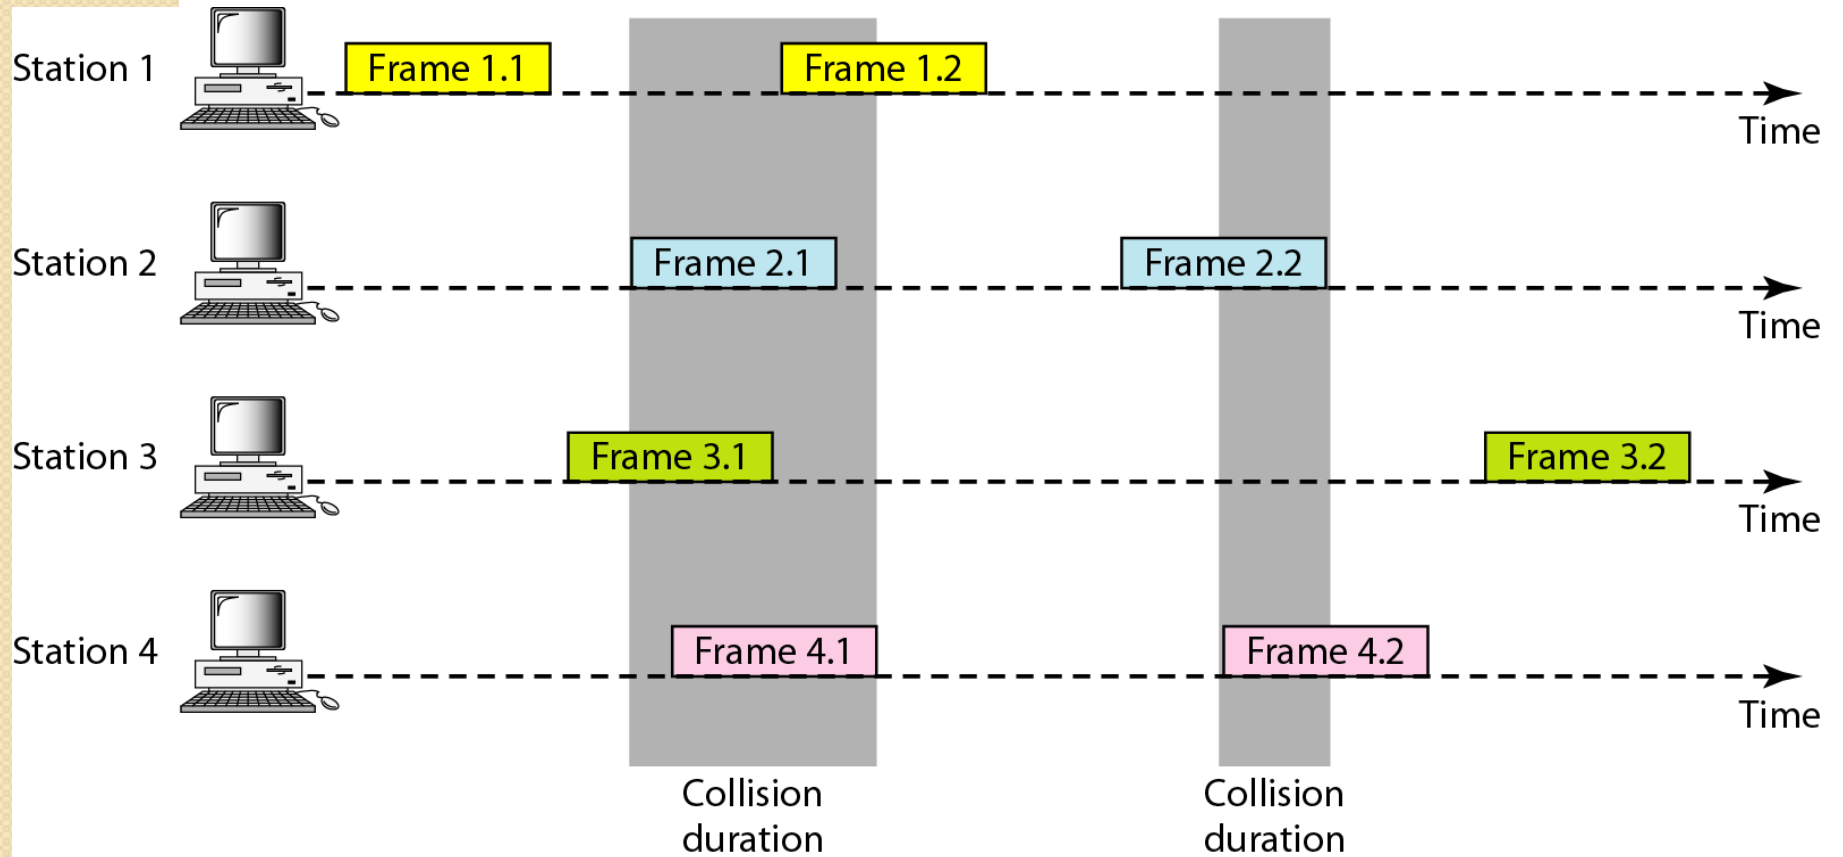 Station 1
Frame 1.1
Frame 1.2
Time
Station 2
Frame 2.1
Frame 2.2
Time
Station 3
Frame 3.1
Frame 3.2
Time
Station 4
Frame 4.1
Frame 4.2
Time
Collision
duration
Collision
duration